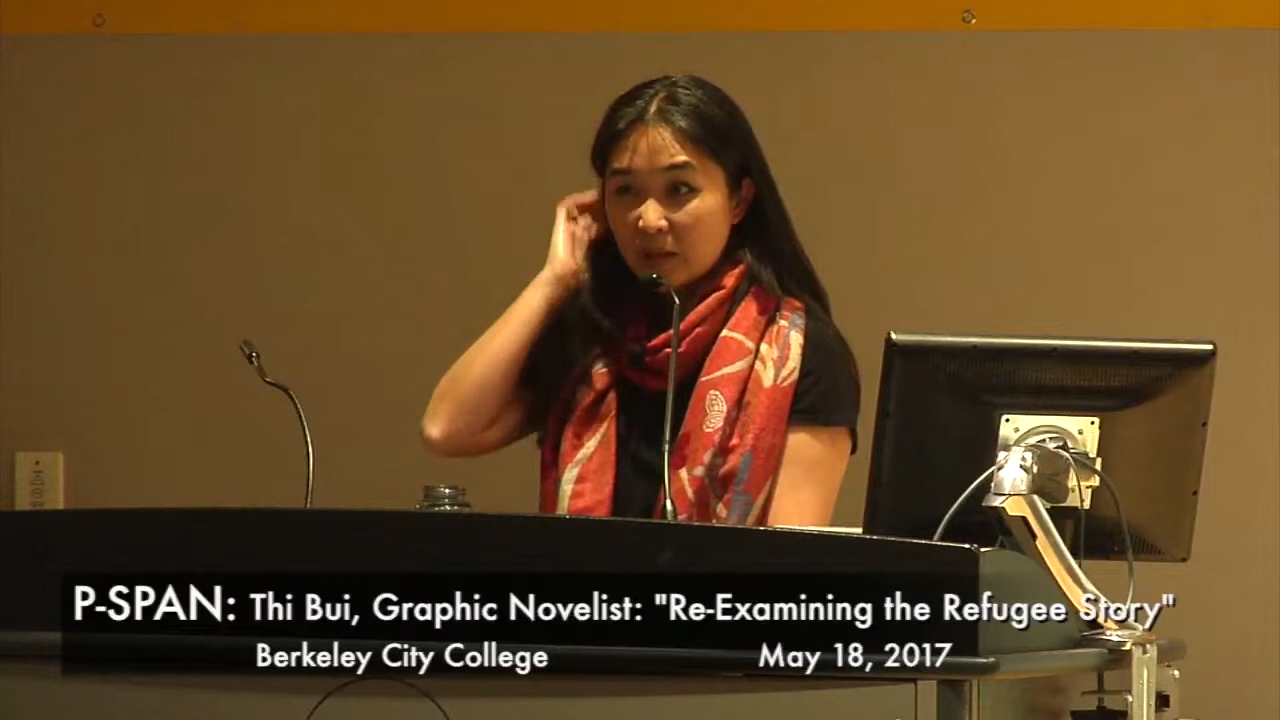 P-SPAN: Thi Bui, Graphic Novelist: "Re-Examining the Refugee Story"
Berkeley City College May 18, 2017